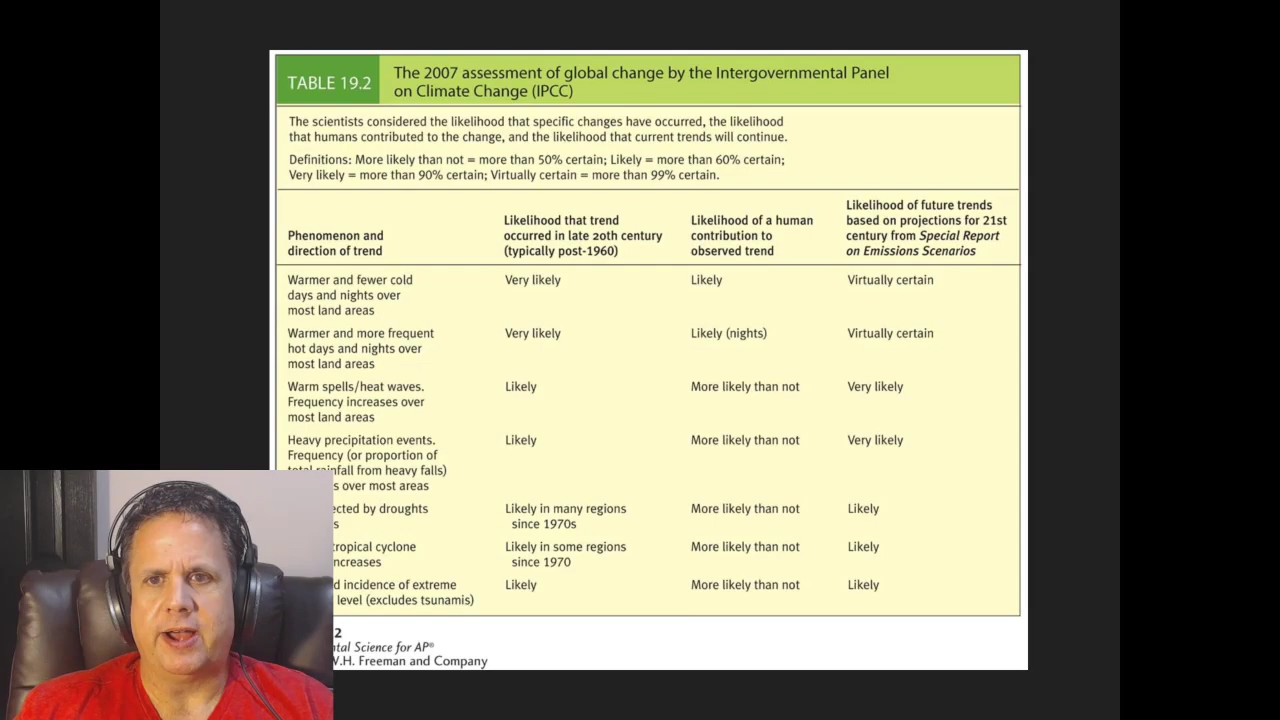 TABLE 19.2
The 2007 assessment of global change by the Intergovernmental Panel
on Climate Change (IPCC)
The scientists considered the likelihood that specific changes have occurred, the likelihood
that humans contributed to the change, and the likelihood that current trends will continue.
Definitions: More likely than not = more than 50% certain; Likely = more than 60% certain;
Very likely = more than 90% certain; Virtually certain = more than 99% certain.
Phenomenon and
direction of trend
Likelihood that trend
occurred in late 20th century
(typically post-1960)
Likelihood of a human
contribution to
observed trend
Likelihood of future trends
based on projections for 21st
century from Special Report
on Emissions Scenarios
Warmer and fewer cold
days and nights over
most land areas
Very likely
Likely
Virtually certain
Warmer and more frequent
hot days and nights over
most land areas
Very likely
Likely (nights)
Virtually certain
Warm spells/heat waves.
Frequency increases over
most land areas
Likely
More likely than not
Very likely
Heavy precipitation events.
Frequency (or proportion of
rainfall from heavy falls)
over most areas
Likely
More likely than not
Very likely
by droughts
Likely in many regions
since 1970s
More likely than not
Likely
tropical cyclone
Likely in some regions
since 1970
More likely than not
Likely
incidence of extreme
level (excludes tsunamis)
Likely
More likely than not
Likely
2
Science for AP®
W.H. Freeman and Company